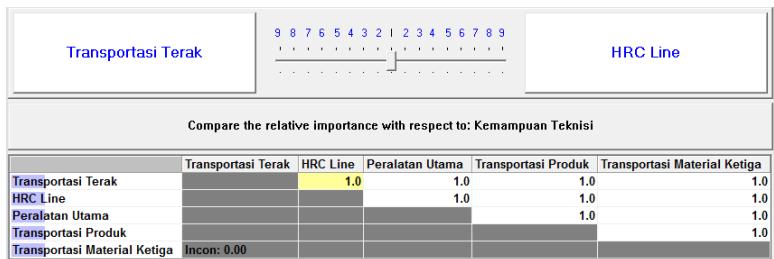 Transportasi Terak
9 8 7 6 5 4 3 2 1 2 3 4 5 6 7 8 9
HRC Line
Compare the relative importance with respect to: Kemampuan Teknisi
Transportasi Terak HRC Line Peralatan Utama Transportasi Produk Transportasi Material Ketiga
Transportasi Terak 1.0 1.0 1.0 1.0
HRC Line 1.0 1.0 1.0
Peralatan Utama 1.0 1.0
Transportasi Produk 1.0
Transportasi Material Ketiga Incon: 0.00